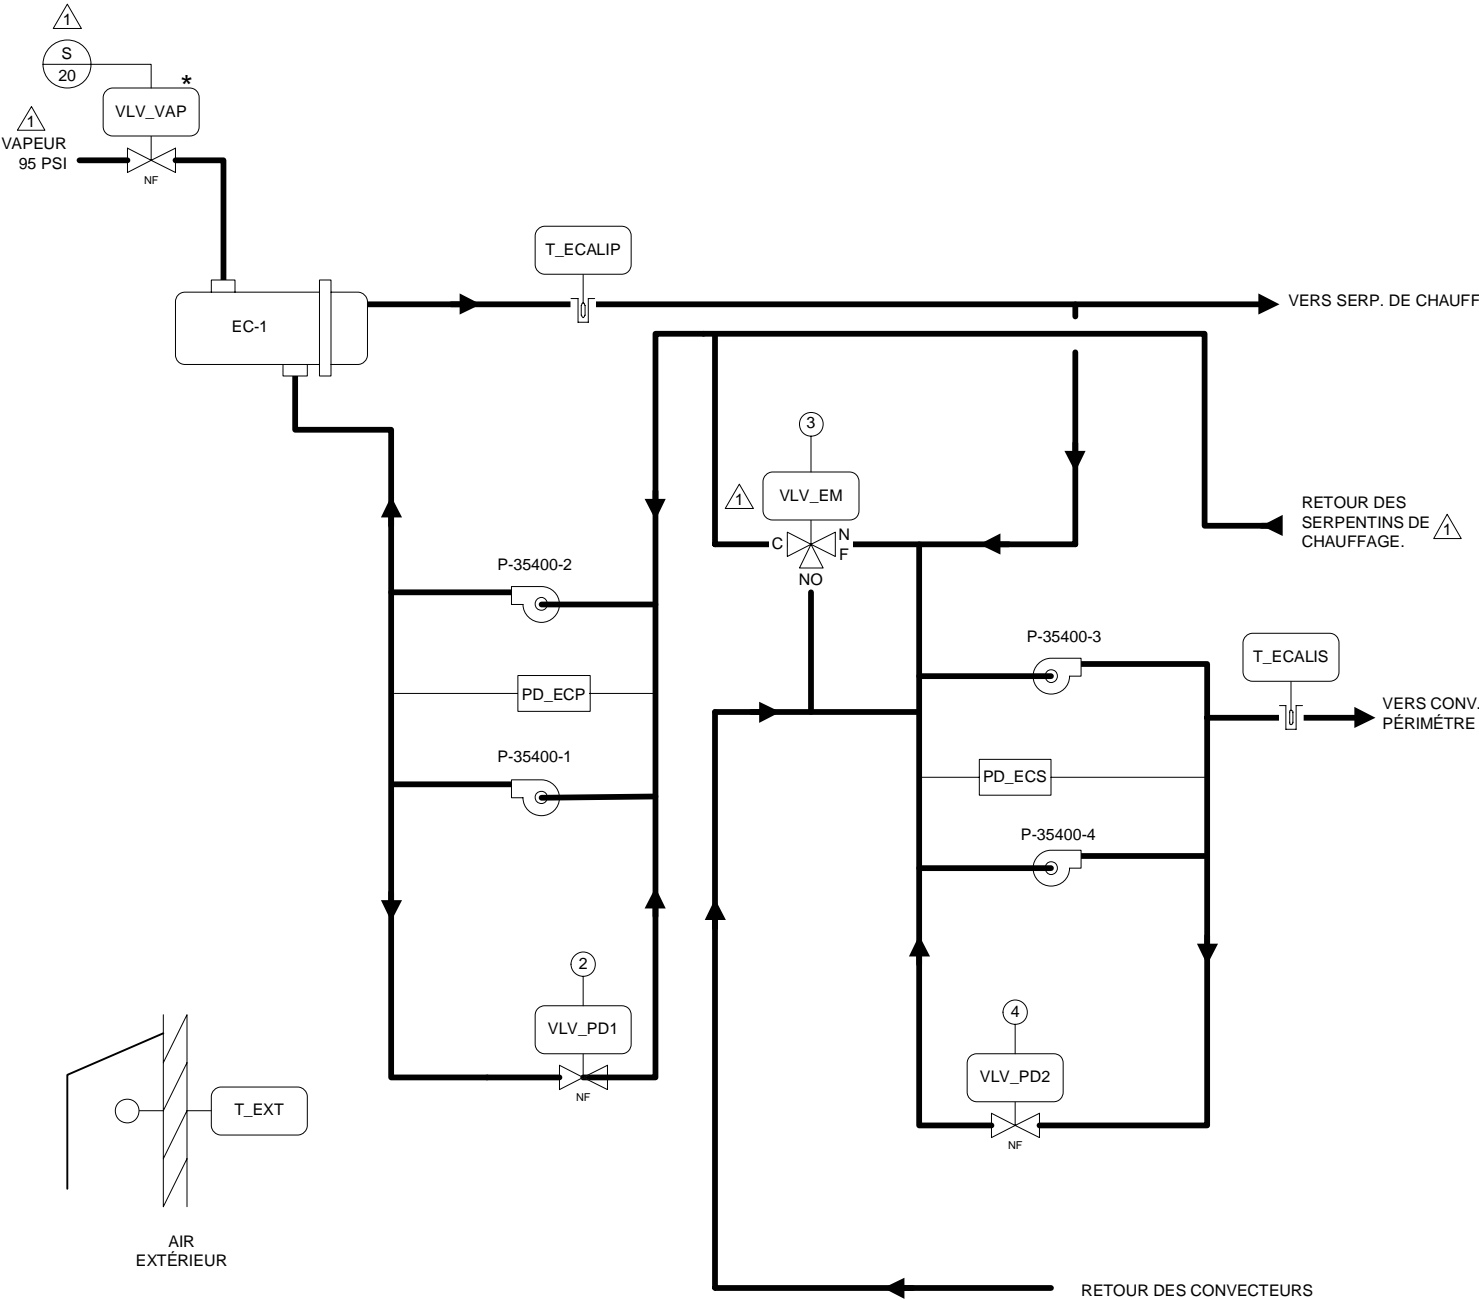 1
S
20
*
VLV_VAP
1
VAPEUR
95 PSI
NF
T_ECALIP
EC-1
VERS SERP. DE CHAUFF
3
VLV_EM
1
C
N
F
NO
RETOUR DES
SERPENTINS DE
CHAUFFAGE.
1
P-35400-2
P-35400-3
T_ECALIS
PD_ECP
VERS CONV.
PÉRIMÉTRE
P-35400-1
PD_ECS
P-35400-4
2
VLV_PD1
NF
4
VLV_PD2
NF
T_EXT
AIR
EXTÉRIEUR
RETOUR DES CONVECTEURS